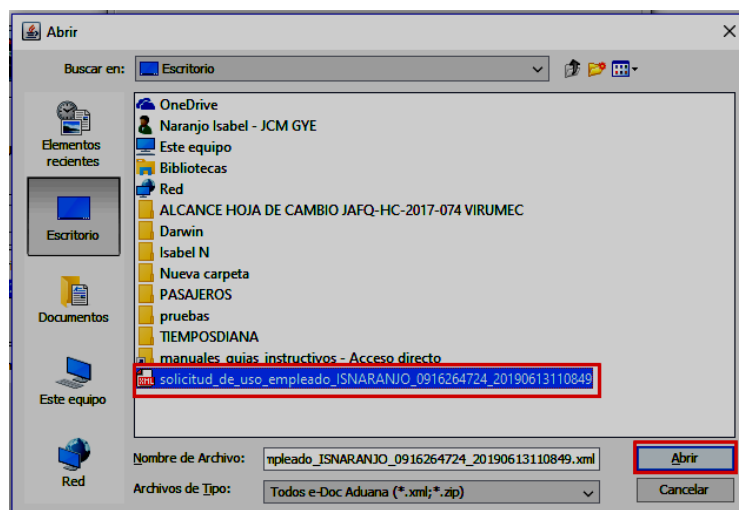 Abrir
Buscar en: Escritorio
Elementos recientes
Escritorio
Documentos
Este equipo
Red
OneDrive
Naranjo Isabel - JCM GYE
Este equipo
Bibliotecas
Red
ALCANCE HOJA DE CAMBIO JAFQ-HC-2017-074 VIRUMEC
Darwin
Isabel N
Nueva carpeta
PASAJEROS
pruebas
TIEMPOSDIANA
manuales guias instructivos - Acceso directo
XML solicitud_de_uso_empleado_ISNARANJO_0916264724_20190613110849
Nombre de Archivo: mpleado_ISNARANJO_0916264724_20190613110849.xml Abrir
Archivos de Tipo: Todos e-Doc Aduana (*.xml;*.zip) Cancelar